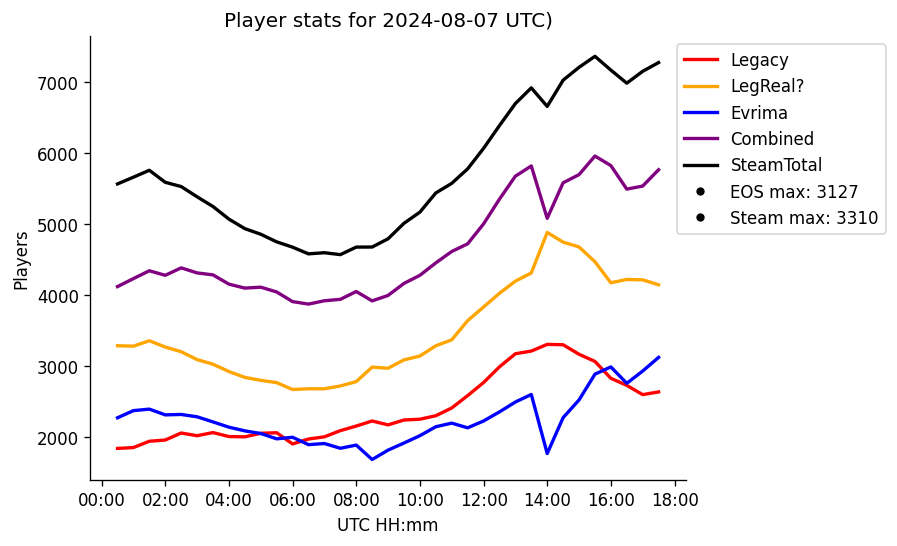 Player stats for 2024-08-07 UTC)
Legacy
LegReal?
Evrima
Combined
SteamTotal
EOS max: 3127
Steam max: 3310
Players
7000
6000
5000
4000
3000
2000
00:00 02:00 04:00 06:00 08:00 10:00 12:00 14:00 16:00 18:00
UTC HH:mm